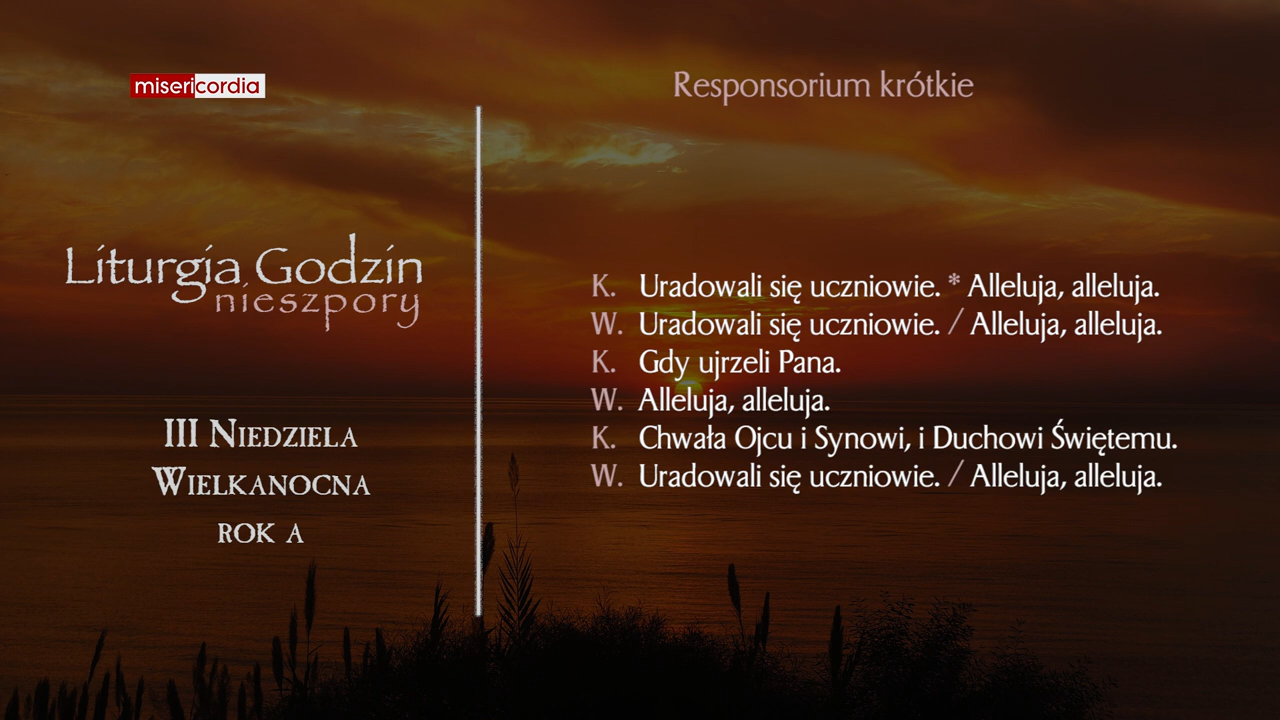 misericordia
Liturgia Godzin
nieszpory
III Niedziela
Wielkanocna
rok a
Responsorium krótkie
K. Uradowali się uczniowie. * Alleluja, alleluja.
W. Uradowali się uczniowie. / Alleluja, alleluja.
K. Gdy ujrzeli Pana.
W. Alleluja, alleluja.
K. Chwała Ojcu i Synowi, i Duchowi Świętemu.
W. Uradowali się uczniowie. / Alleluja, alleluja.